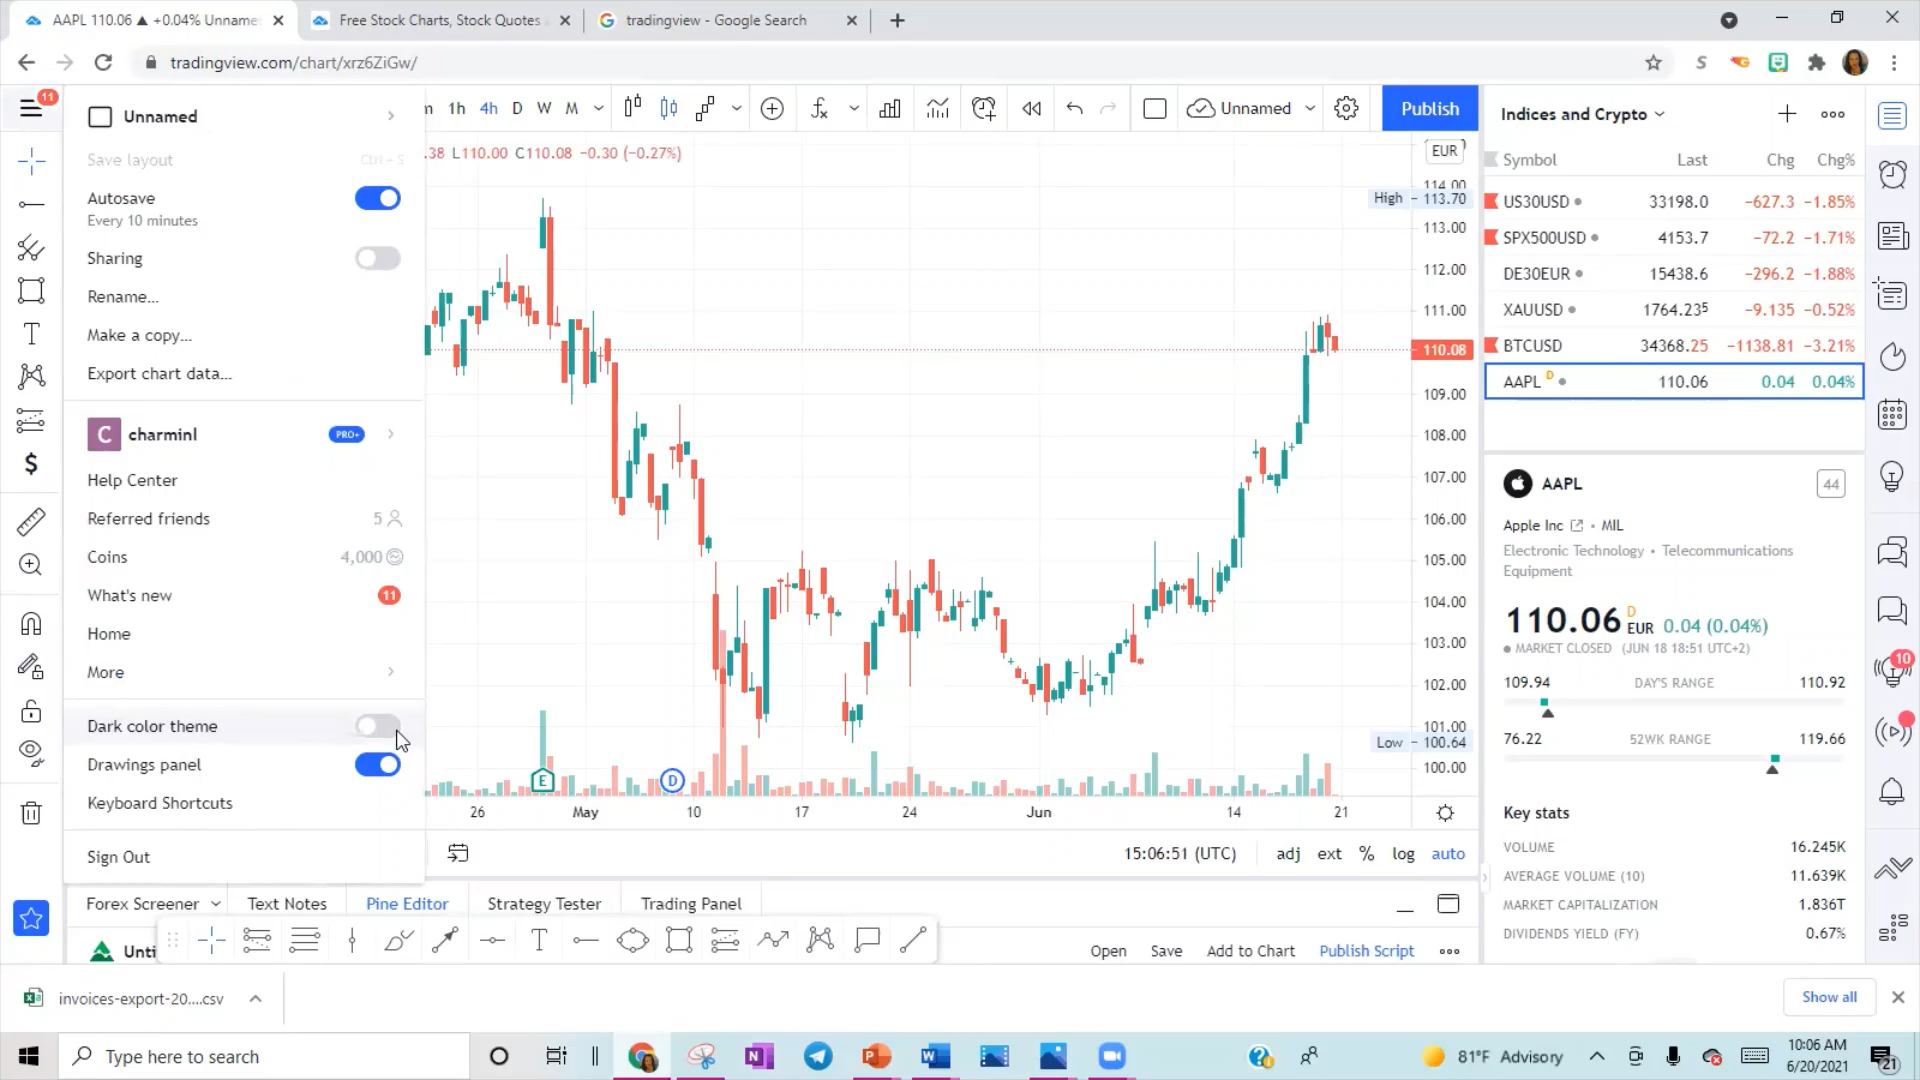 AAPL 110.06 ▲ +0.04% Unname
Free Stock Charts, Stock Quotes
tradingview - Google Search
tradingview.com/chart/xrz6ZiGw/
11
Unnamed
1h 4h D W M
Unnamed
Publish
Save layout Ctrl + S
.38 L110.00 C110.08 −0.30 (−0.27%)
Autosave
Every 10 minutes
Sharing
Rename...
Make a copy...
Export chart data...
C charminl PRO+
Help Center
Referred friends 5
Coins 4,000
What's new 11
Home
More
Dark color theme
Drawings panel
Keyboard Shortcuts
Sign Out
EUR
114.00
High − 113.70
113.00
112.00
111.00
110.08
109.00
108.00
107.00
106.00
105.00
104.00
103.00
102.00
101.00
Low − 100.64
100.00
E D
26 May 10 17 24 Jun 14 21
15:06:51 (UTC) adj ext % log auto
Indices and Crypto
Symbol Last Chg Chg%
US30USD 33198.0 −627.3 −1.85%
SPX500USD 4153.7 −72.2 −1.71%
DE30EUR 15438.6 −296.2 −1.88%
XAUUSD 1764.235 −9.135 −0.52%
BTCUSD 34368.25 −1138.81 −3.21%
AAPL D 110.06 0.04 0.04%
AAPL 44
Apple Inc • MIL
Electronic Technology • Telecommunications
Equipment
110.06 D EUR 0.04 (0.04%)
MARKET CLOSED (JUN 18 18:51 UTC+2)
109.94 DAY'S RANGE 110.92
76.22 52WK RANGE 119.66
Key stats
VOLUME 16.245K
AVERAGE VOLUME (10) 11.639K
MARKET CAPITALIZATION 1.836T
DIVIDENDS YIELD (FY) 0.67%
10
Forex Screener Text Notes Pine Editor Strategy Tester Trading Panel
Unti
Open Save Add to Chart Publish Script
invoices-export-20....csv
Show all
Type here to search
81°F Advisory
10:06 AM
6/20/2021
21